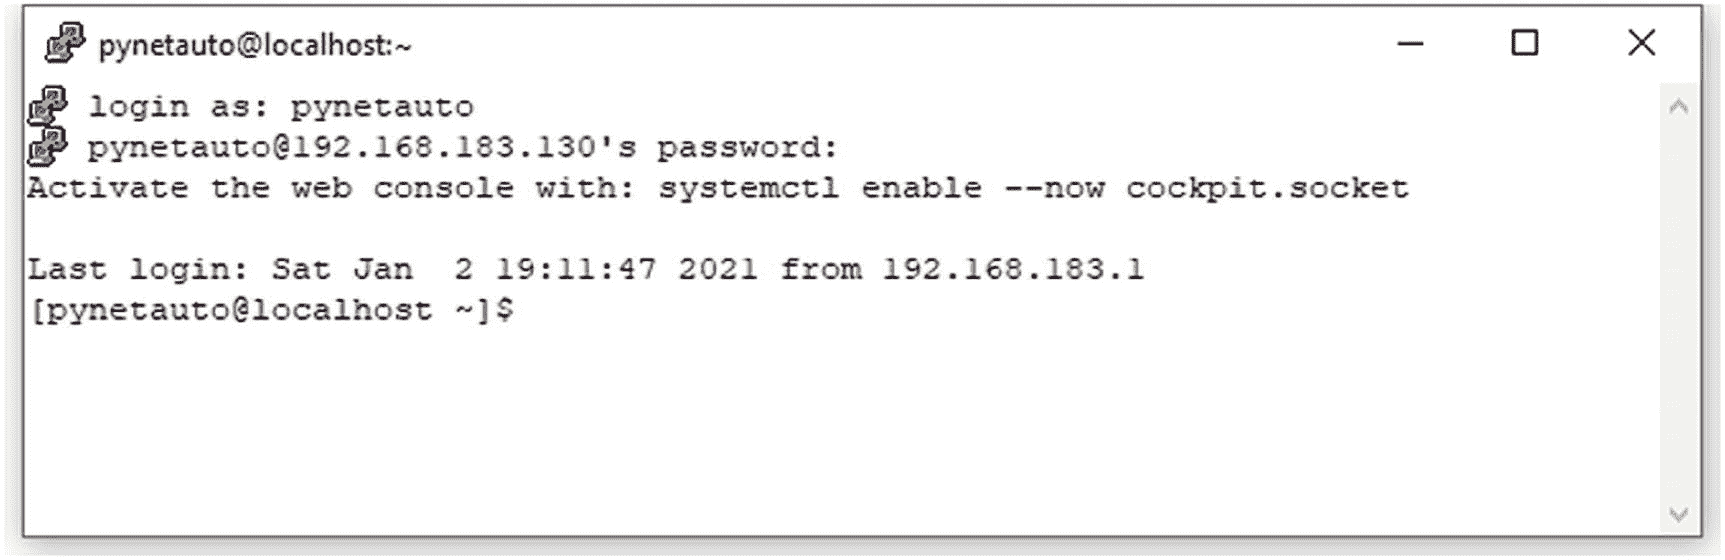 pynetauto@localhost:~
login as: pynetauto
pynetauto@192.168.183.130's password:
Activate the web console with: systemctl enable --now cockpit.socket
Last login: Sat Jan  2 19:11:47 2021 from 192.168.183.1
[pynetauto@localhost ~]$